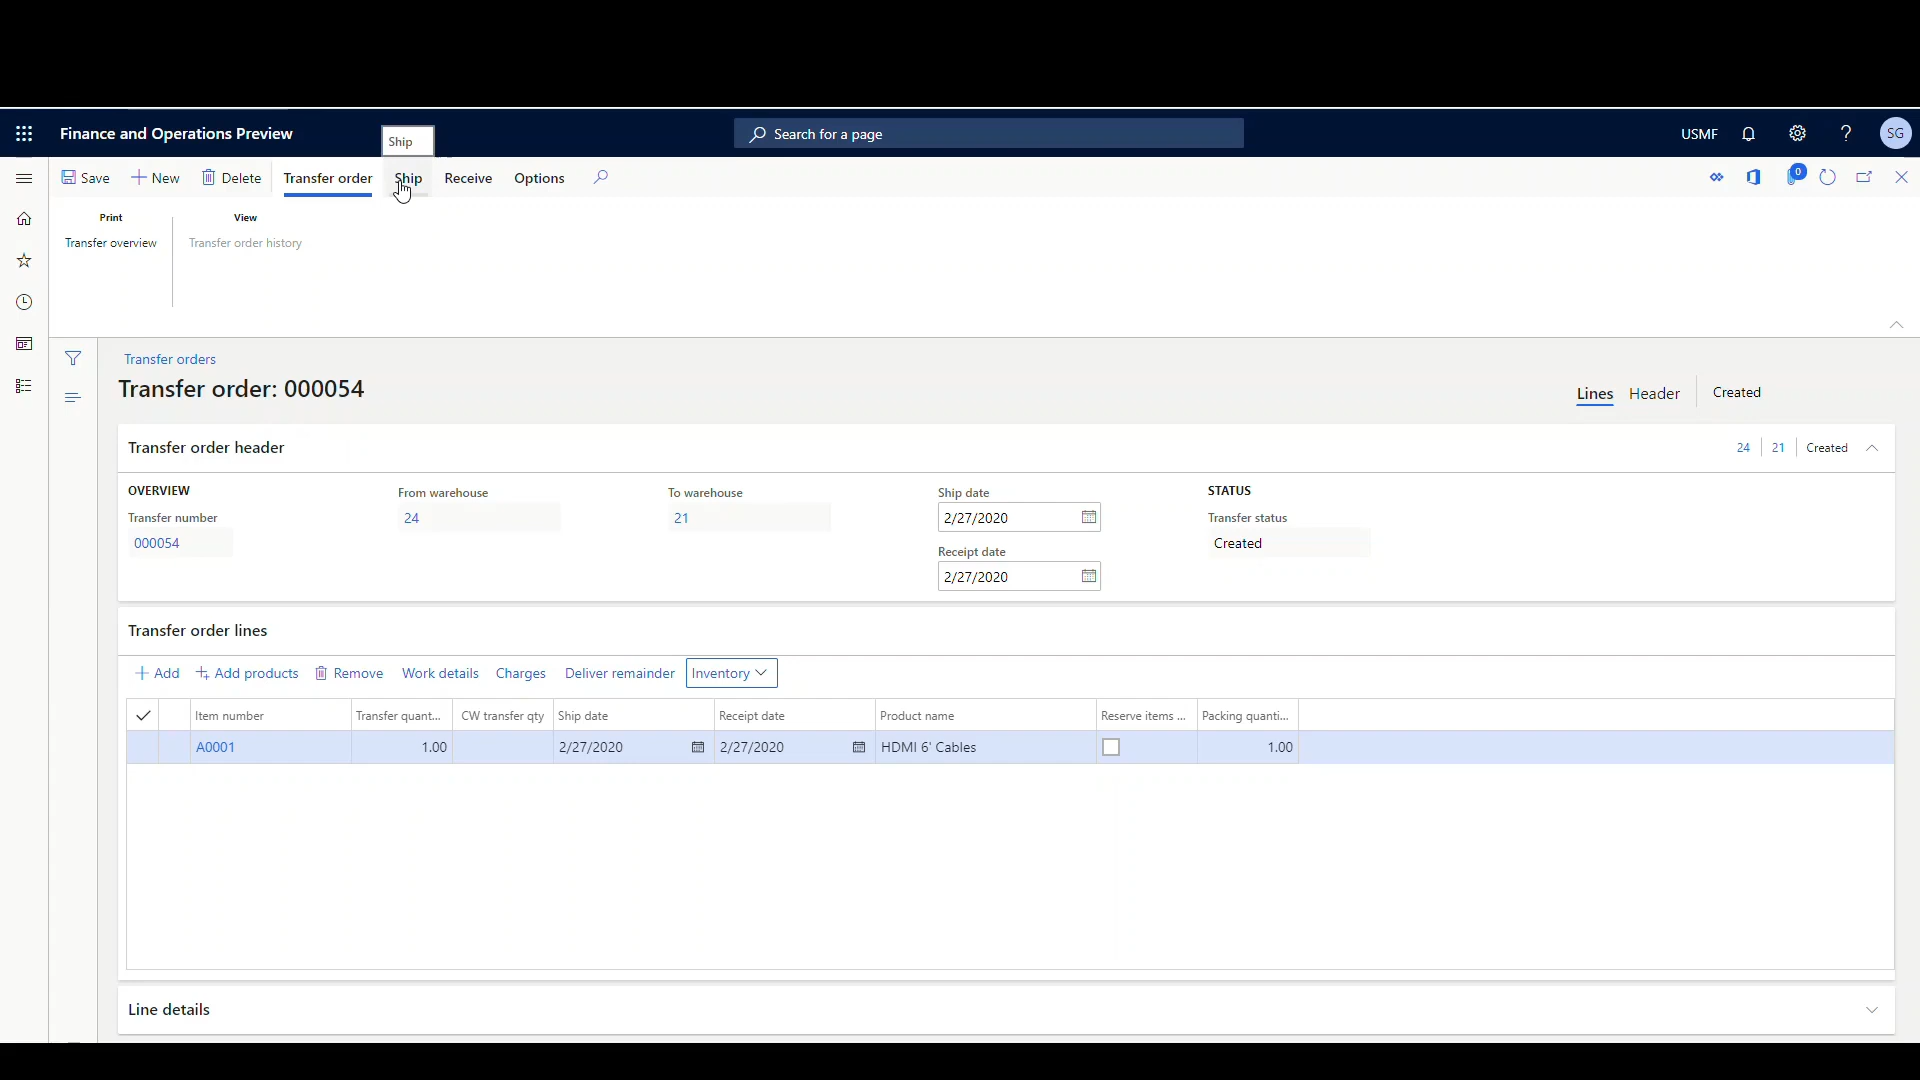 Finance and Operations Preview
Ship
Search for a page
USMF
SG
Save
New
Delete
Transfer order
Ship
Receive
Options
0
Print
View
Transfer overview
Transfer order history
Transfer orders
Transfer order: 000054
Lines
Header
Created
Transfer order header
24
21
Created
OVERVIEW
From warehouse
To warehouse
Ship date
STATUS
Transfer number
24
21
2/27/2020
Transfer status
000054
Receipt date
Created
2/27/2020
Transfer order lines
Add
Add products
Remove
Work details
Charges
Deliver remainder
Inventory
Item number
Transfer quant...
CW transfer qty
Ship date
Receipt date
Product name
Reserve items ...
Packing quanti...
A0001
1.00
2/27/2020
2/27/2020
HDMI 6' Cables
1.00
Line details